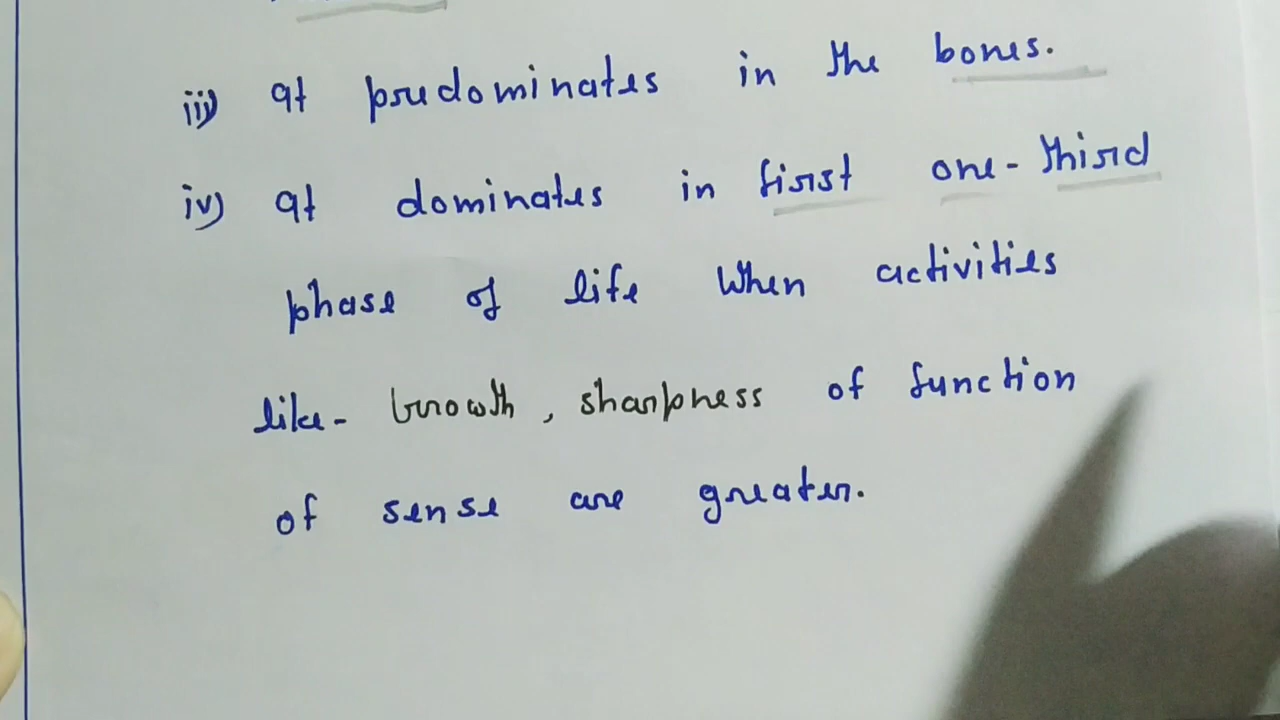 iii) It predominates in the bones.
iv) It dominates in first one-third
phase of life when activities
like- Growth, sharpness of function
of sense are greater.